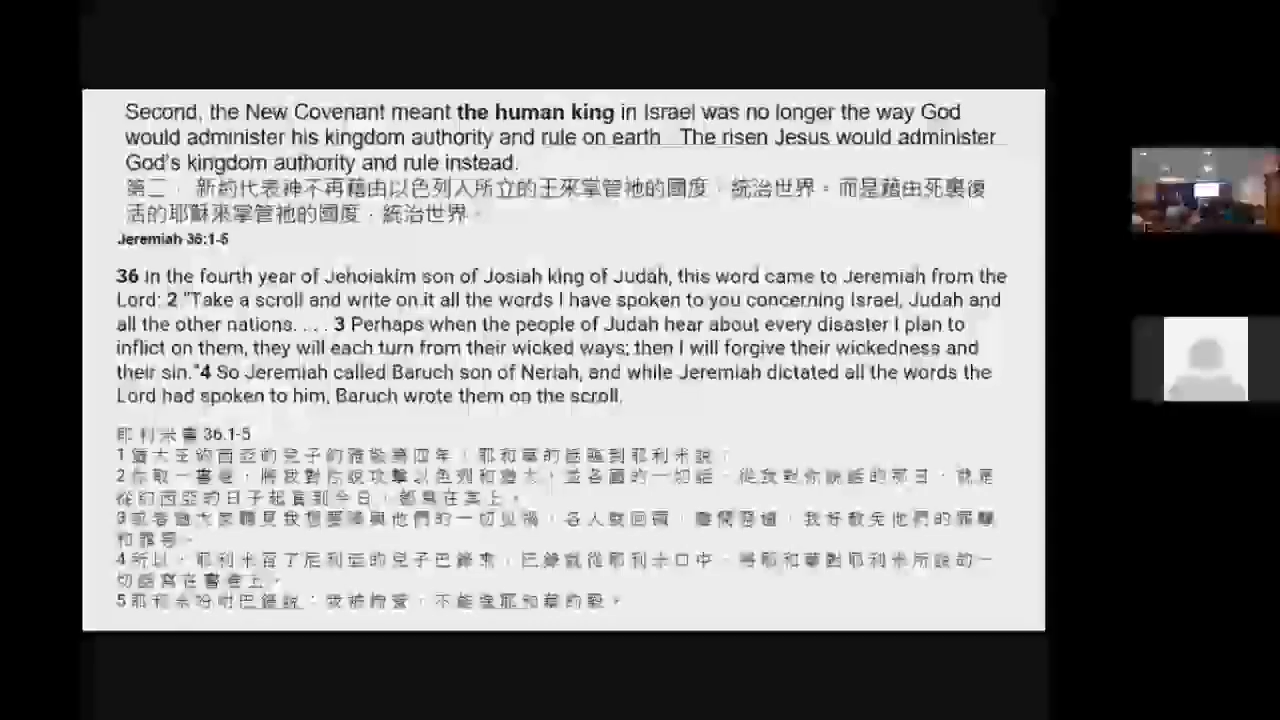 Second, the New Covenant meant the human king in Israel was no longer the way God
would administer his kingdom authority and rule on earth The risen Jesus would administer
God's kingdom authority and rule instead.
第二， 新約代表神不再藉由以色列人所立的王來掌管祂的國度，統治世界。而是藉由死裏復
活的耶穌來掌管祂的國度，統治世界。
Jeremiah 36:1-5
36 In the fourth year of Jehoiakim son of Josiah king of Judah, this word came to Jeremiah from the
Lord: 2 "Take a scroll and write on it all the words I have spoken to you concerning Israel, Judah and
all the other nations. . . . 3 Perhaps when the people of Judah hear about every disaster I plan to
inflict on them, they will each turn from their wicked ways; then I will forgive their wickedness and
their sin."4 So Jeremiah called Baruch son of Neriah, and while Jeremiah dictated all the words the
Lord had spoken to him, Baruch wrote them on the scroll.
耶利米書 36.1-5
1 猶大王約西亞的兒子約雅敬第四年，耶和華的話臨到耶利米說：
2 你取一書卷，將我對你說攻擊以色列和猶大，並各國的一切話，從我對你說話的那日，就是
從約西亞的日子起直到今日，都寫在其上。
3 或者猶大家聽見我想要降與他們的一切災禍，各人就回頭，離開惡道，我好赦免他們的罪孽
和罪惡。
4 所以，耶利米召了尼利亞的兒子巴錄來，巴錄就從耶利米口中，將耶和華對耶利米所說的一
切話寫在書卷上。
5 耶利米吩咐巴錄說：我被拘管，不能進耶和華的殿。